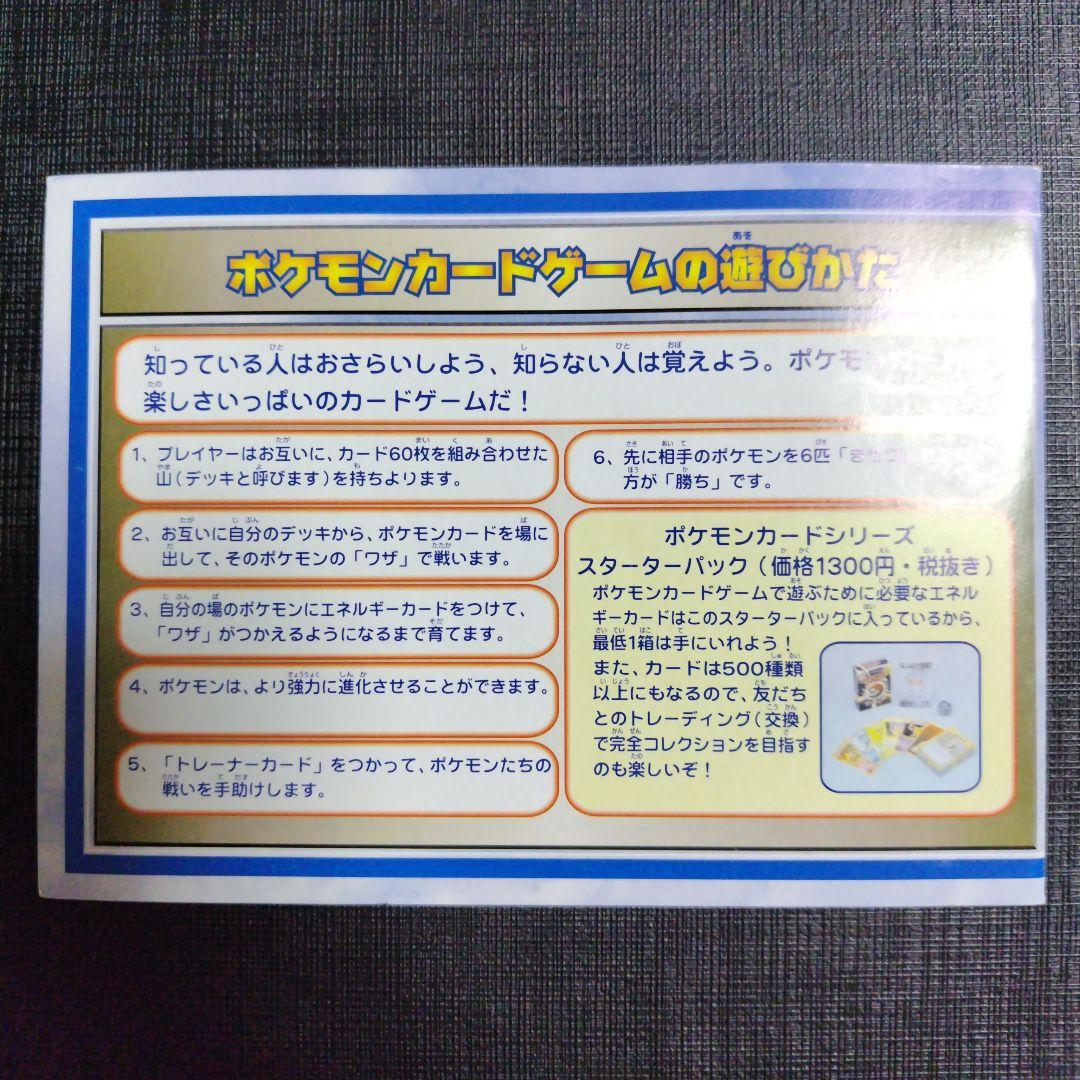 ポケモンカードゲームの遊びかた
知っている人はおさらいしよう、知らない人は覚えよう。ポケモン
楽しさいっぱいのカードゲームだ！
1、プレイヤーはお互いに、カード60枚を組み合わせた
山（デッキと呼びます）を持ちよります。
2、お互いに自分のデッキから、ポケモンカードを場に
出して、そのポケモンの「ワザ」で戦います。
3、自分の場のポケモンにエネルギーカードをつけて、
「ワザ」がつかえるようになるまで育てます。
4、ポケモンは、より強力に進化させることができます。
5、「トレーナーカード」をつかって、ポケモンたちの
戦いを手助けします。
6、先に相手のポケモンを6匹「きぜつ
方が「勝ち」です。
ポケモンカードシリーズ
スターターパック（価格1300円・税抜き）
ポケモンカードゲームで遊ぶために必要なエネル
ギーカードはこのスターターパックに入っているから、
最低1箱は手にいれよう！
また、カードは500種類
以上にもなるので、友だち
とのトレーディング（交換）
で完全コレクションを目指す
のも楽しいぞ！